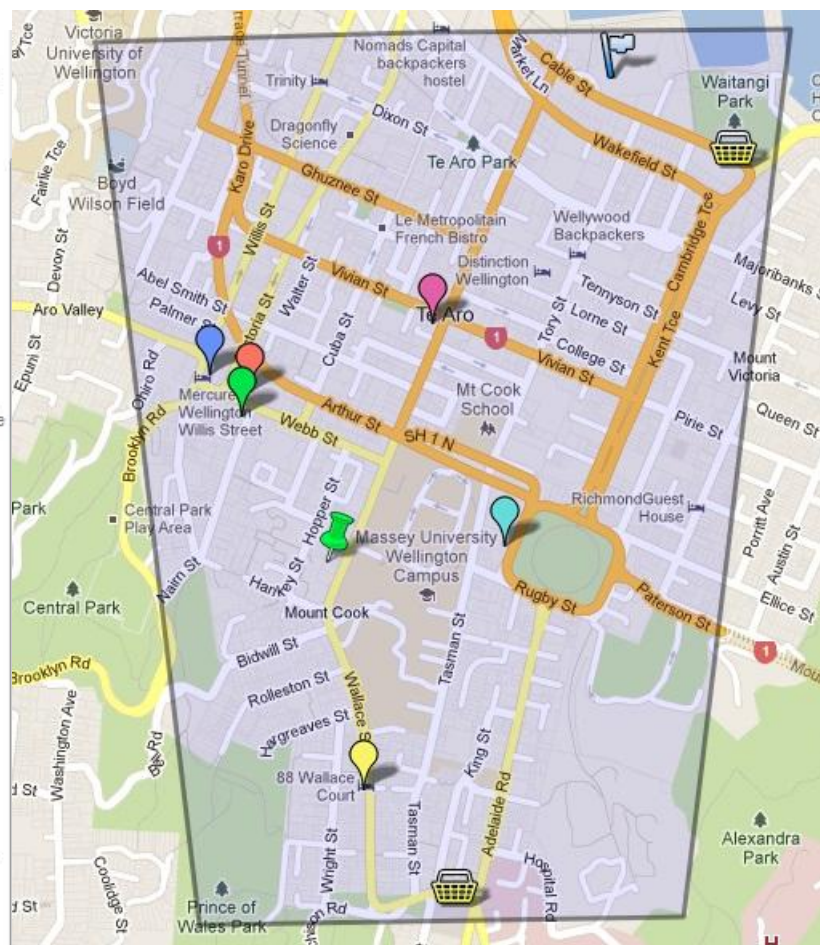 Victoria
University of
Wellington
Nomads Capital
backpackers
hostel
Market Ln
Cable St
Trinity
Waitangi
Park
Dixon St
Dragonfly
Science
Te Aro Park
Wakefield St
Fairlie Tce
Karo Drive
Boyd
Wilson Field
Ghuznee St
Devon St
Willis St
Le Metropolitain
French Bistro
Wellywood
Backpackers
Cambridge Tce
1
Majoribanks S
Vivian St
Distinction
Wellington
Abel Smith St
Walter St
Tennyson St
Levy St
Aro Valley
Palmer S
Te Aro
Tory St
Lorne St
Kent Tce
Cuba St
1
College St
Epuni St
Vivian St
Mount
Victoria
Ohiro Rd
Mt Cook
School
Mercure
Wellington
Willis Street
Arthur St
Queen St
Pirie St
Brooklyn Rd
Webb St
SH 1 N
Park
Central Park
Play Area
Hopper St
RichmondGuest
House
Porritt Ave
Austin St
Massey University
Wellington
Campus
Nairn St
Central Park
Mount Cook
Rugby St
Paterson St
Ellice St
Bidwill St
Tasman St
1
Brooklyn Rd
Rolleston St
Wallace S
Washington Ave
Hargreaves St
King St
88 Wallace
Court
Adelaide Rd
Tasman St
Alexandra
Park
Wright St
Hospital Rd
Coolidge St
Prince of
Wales Park
H